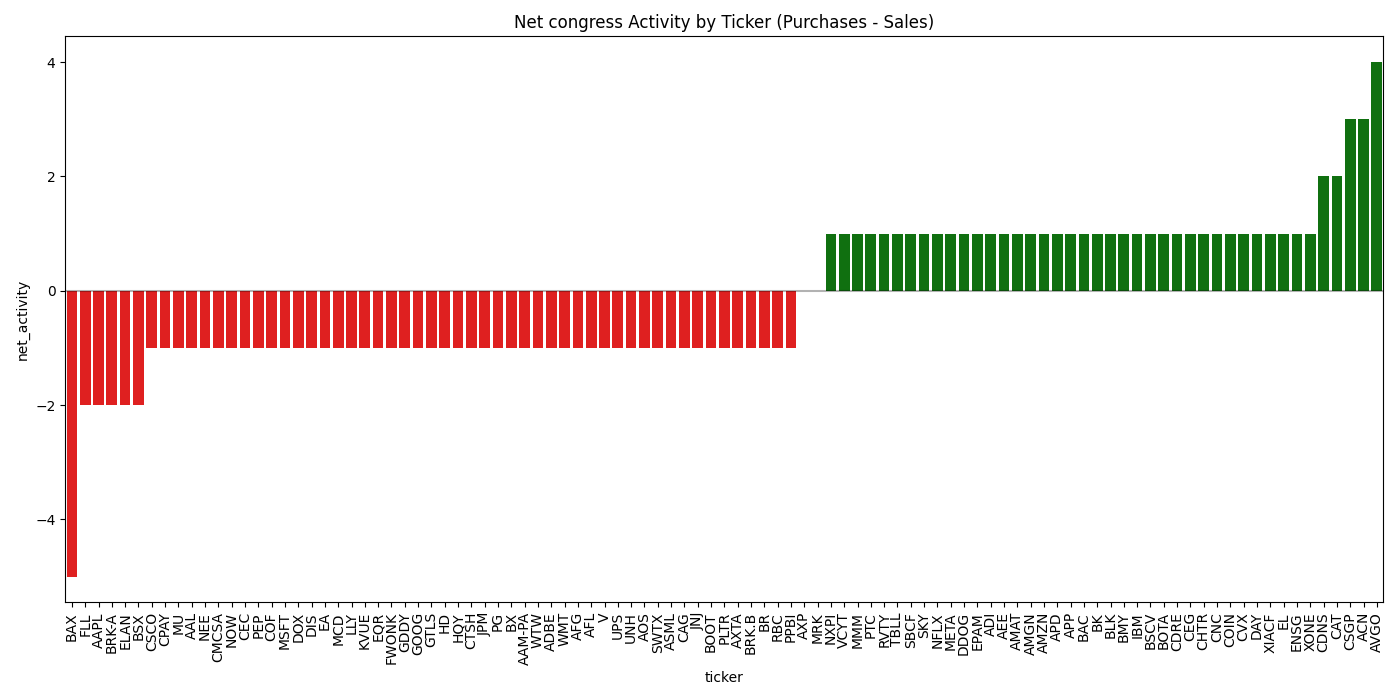 Net congress Activity by Ticker (Purchases - Sales)
4
2
0
−2
−4
net_activity
BAX
FLL
AAPL
BRK-A
ELAN
BSX
CSCO
CPAY
MU
AAL
NEE
CMCSA
NOW
CEC
PEP
COF
MSFT
DOX
DIS
EA
MCD
LLY
KVUE
EQR
FWONK
GDDY
GOOG
GTLS
HD
HQY
CTSH
JPM
PG
BX
AAM-PA
WTW
ADBE
WMT
AFG
AFL
V
UPS
UNH
AOS
SWTX
ASML
CAG
JNJ
BOOT
PLTR
AXTA
BRK.B
BR
RBC
PPBI
AXP
MRK
NXPI
VCYT
MMM
PTC
RVTY
TBLL
SBCF
SKY
NFLX
META
DDOG
EPAM
ADI
AEE
AMAT
AMGN
AMZN
APD
APP
BAC
BK
BLK
BMY
IBM
BSCV
BOTA
CDRE
CEG
CHTR
CNC
COIN
CVX
DAY
XIACF
EL
ENSG
XONE
CDNS
CAT
CSGP
ACN
AVGO
ticker